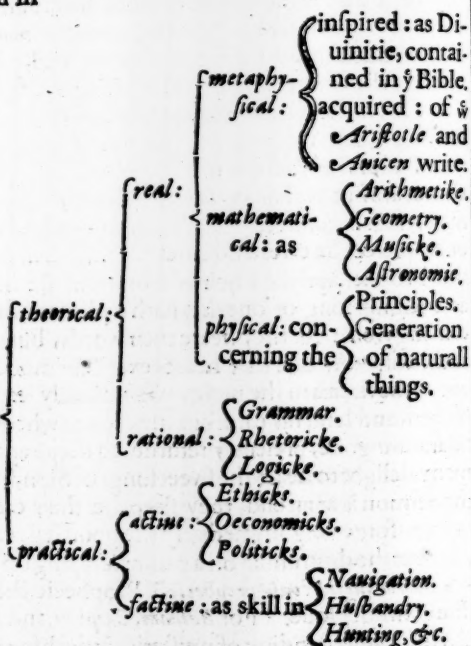 inſpired : as Di-
uinitie, contai-
ned in ẏ Bible.
metaphy-
ſical :
acquired : of ẇ
Ariſtotle and
Auicen write.
real :
mathemati-
cal : as
Arithmetike.
Geometry.
Muſicke.
Aſtronomie.
theorical :
phyſical : con-
cerning the
Principles.
Generation
of naturall
things.
rational :
Grammar.
Rhetoricke.
Logicke.
practical :
actiue :
Ethicks.
Oeconomicks.
Politicks.
factiue : as skill in
Nauigation.
Huſbandry.
Hunting, &c.